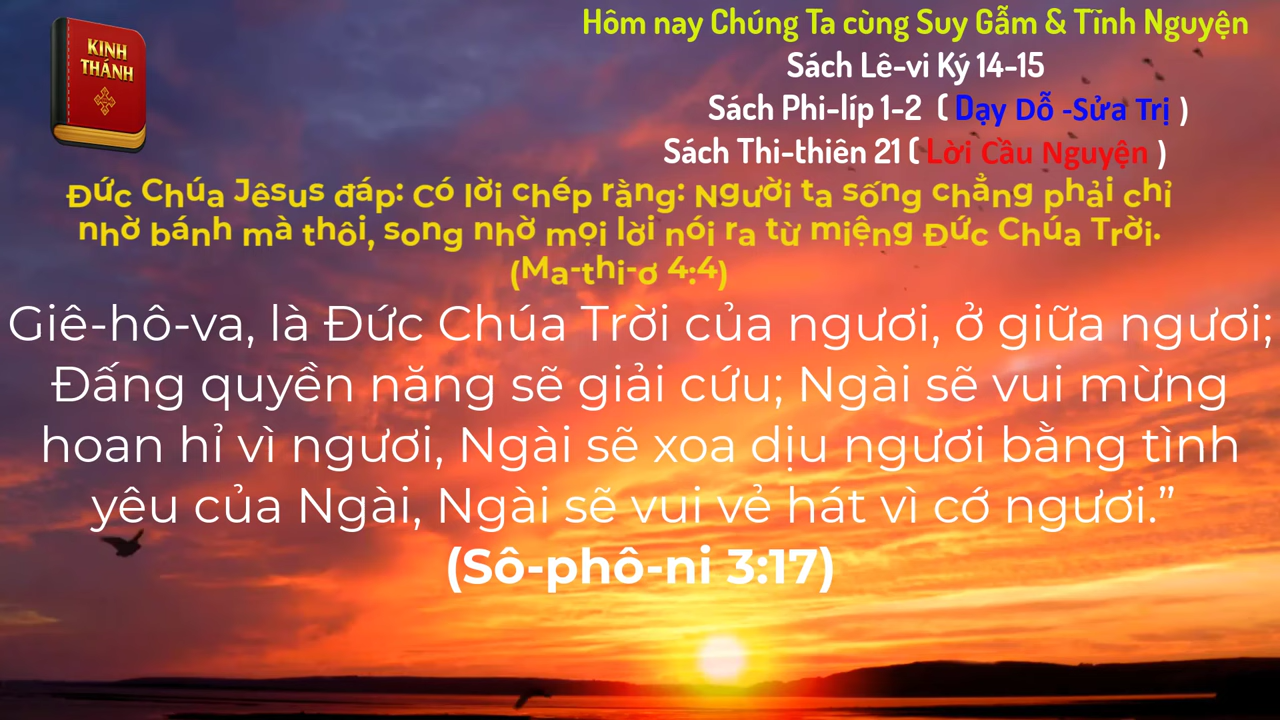 KINH
THÁNH
Hôm nay Chúng Ta cùng Suy Gẫm & Tĩnh Nguyện
Sách Lê-vi Ký 14-15
Sách Phi-líp 1-2 ( Dạy Dỗ -Sửa Trị )
Sách Thi-thiên 21 ( Lời Cầu Nguyện )
Đức Chúa Jêsus đáp: Có lời chép rằng: Người ta sống chẳng phải chỉ
nhờ bánh mà thôi, song nhờ mọi lời nói ra từ miệng Đức Chúa Trời.
(Ma-thi-ơ 4:4)
Giê-hô-va, là Đức Chúa Trời của ngươi, ở giữa ngươi;
Đấng quyền năng sẽ giải cứu; Ngài sẽ vui mừng
hoan hỉ vì ngươi, Ngài sẽ xoa dịu ngươi bằng tình
yêu của Ngài, Ngài sẽ vui vẻ hát vì cớ ngươi.”
(Sô-phô-ni 3:17)